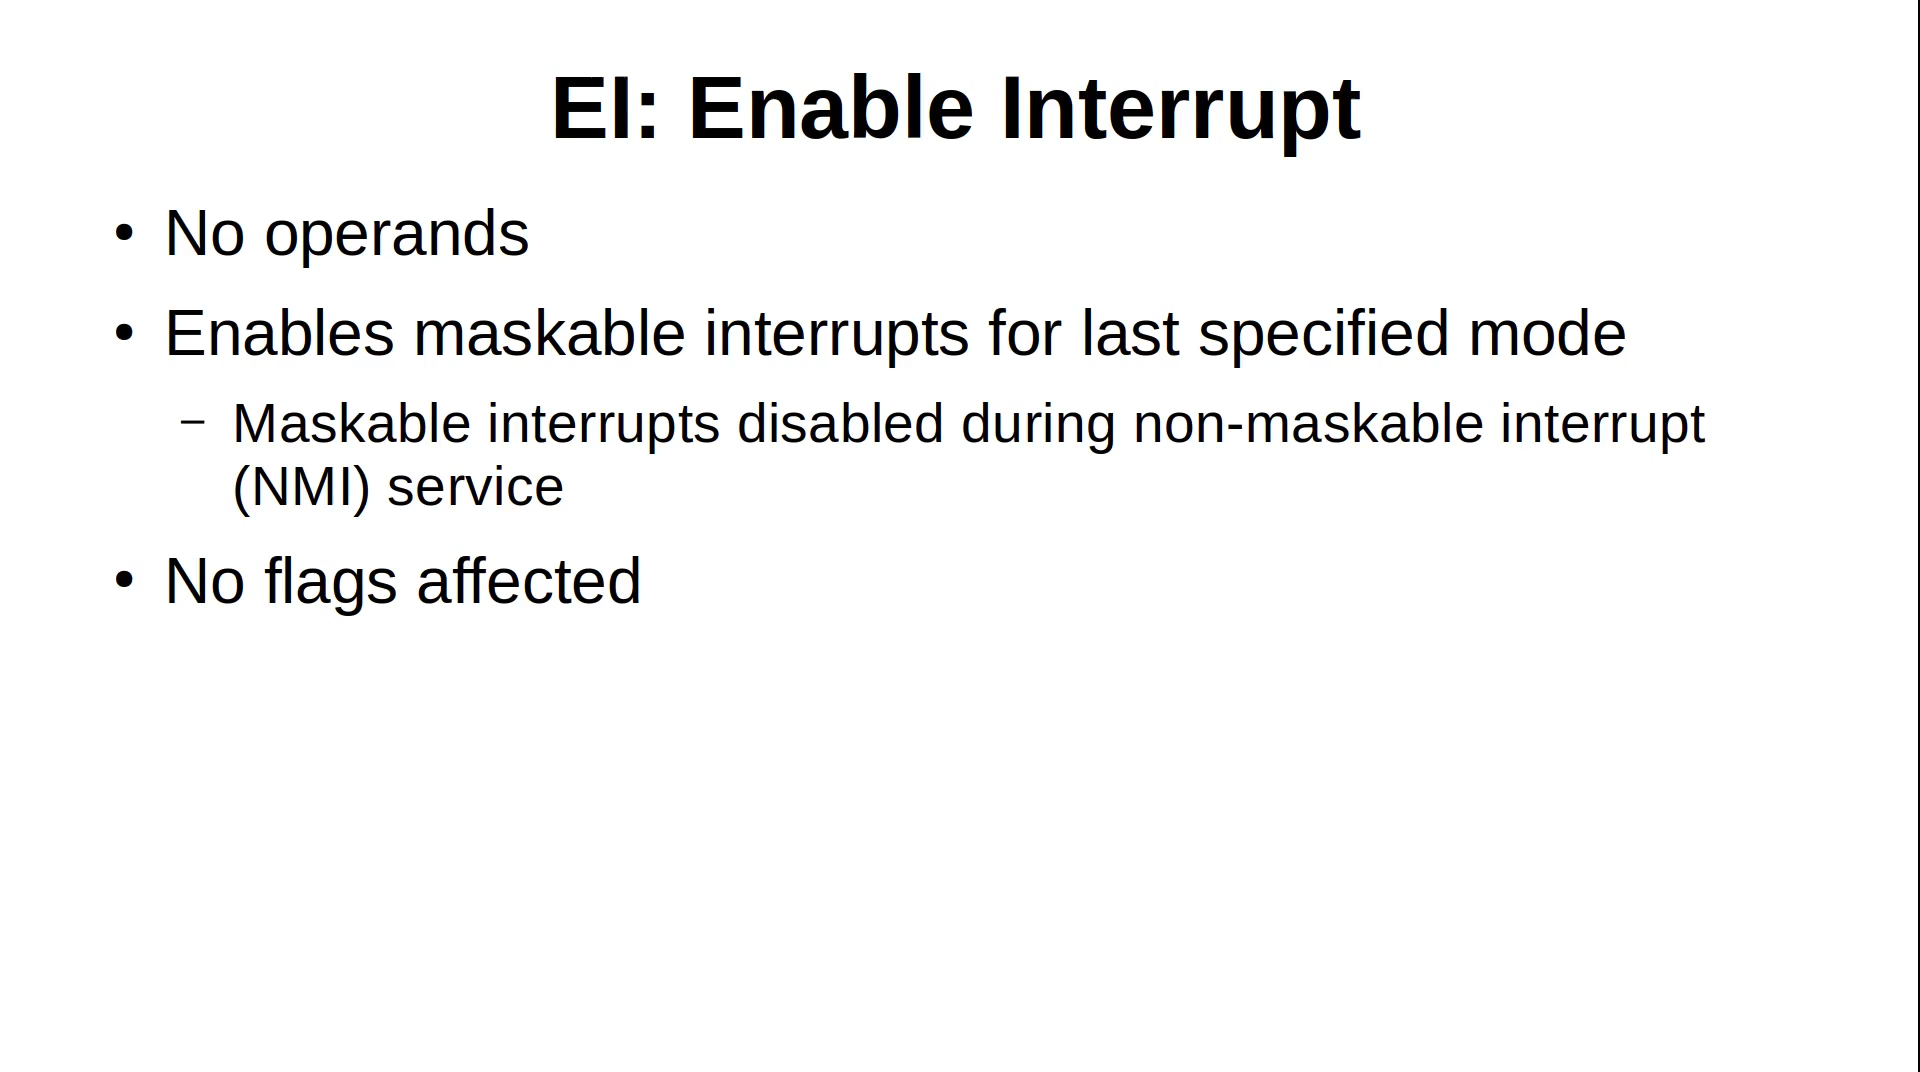 EI: Enable Interrupt
• No operands
• Enables maskable interrupts for last specified mode
– Maskable interrupts disabled during non-maskable interrupt
(NMI) service
• No flags affected